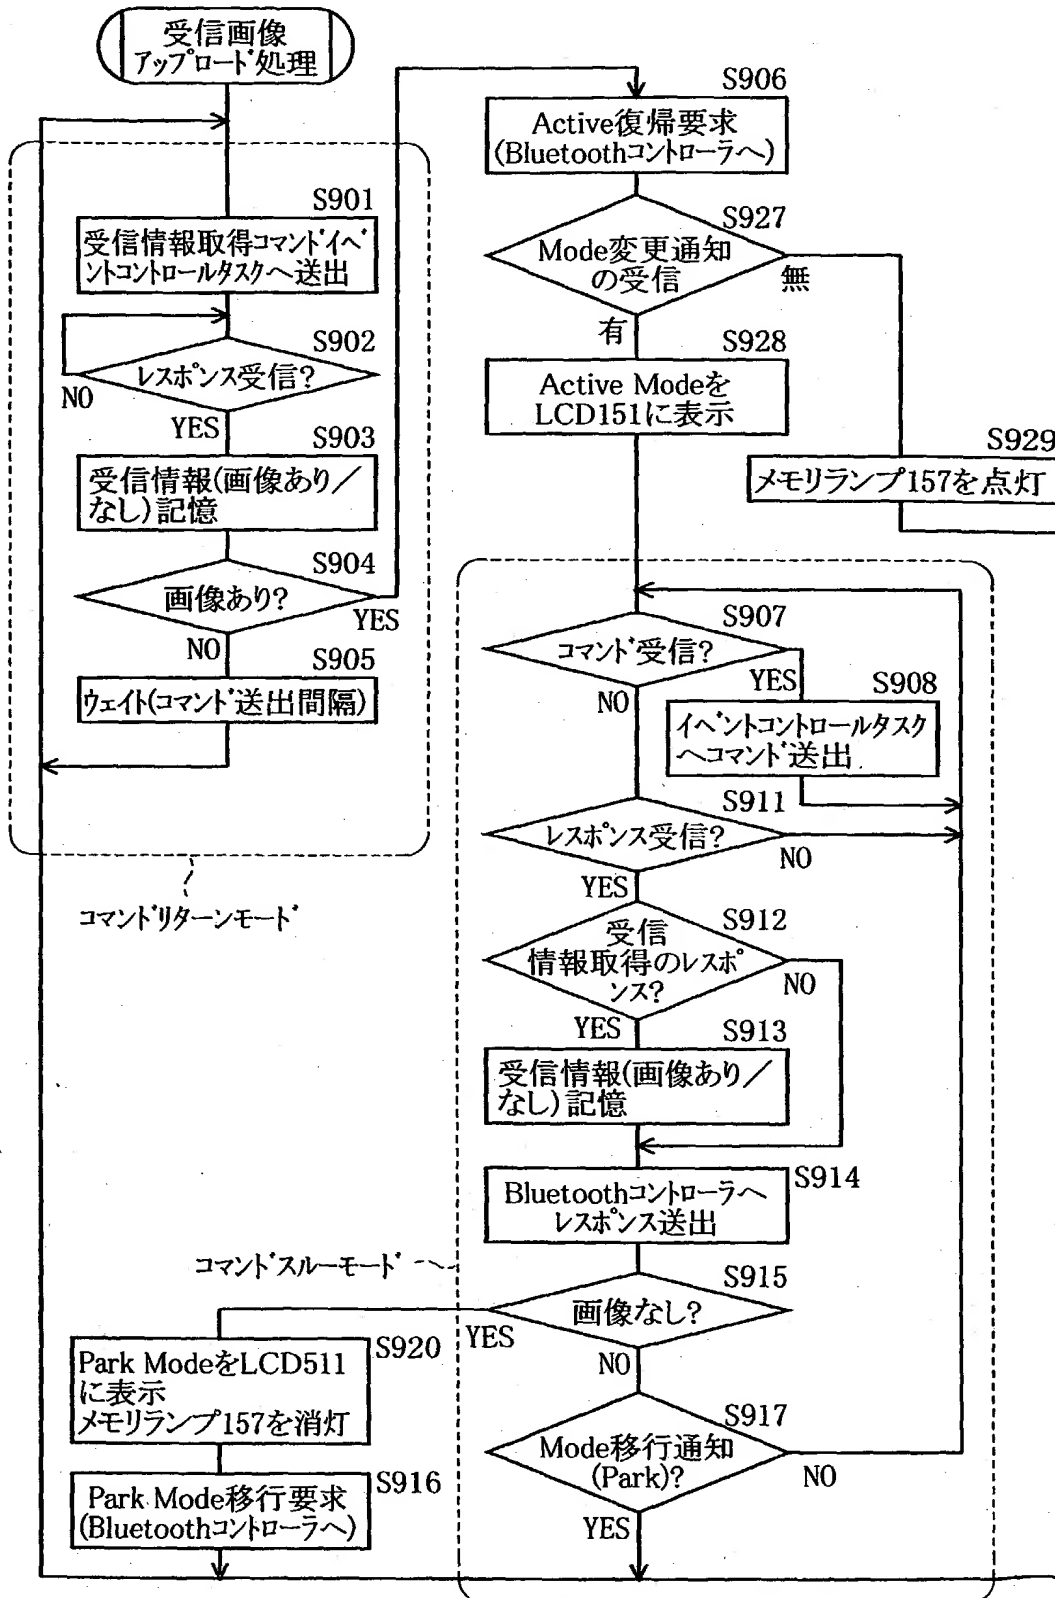 受信画像
アップロード処理
S901
受信情報取得コマンドイベ
ントコントロールタスクへ送出
S902
レスポンス受信?
NO
YES
S903
受信情報(画像あり/
なし)記憶
S904
画像あり?
YES
NO
S905
ウェイト(コマンド送出間隔)
コマンドリターンモード
S906
Active復帰要求
(Bluetoothコントローラへ)
S927
Mode変更通知
の受信
無
有
S928
Active Modeを
LCD151に表示
S929
メモリランプ157を点灯
S907
コマンド受信?
YES
NO
S908
イベントコントロールタスク
へコマンド送出
S911
レスポンス受信?
NO
YES
S912
受信
情報取得のレスポ
ンス?
NO
YES
S913
受信情報(画像あり/
なし)記憶
S914
Bluetoothコントローラへ
レスポンス送出
コマンドスルーモード
S915
画像なし?
YES
NO
S920
Park ModeをLCD511
に表示
メモリランプ157を消灯
S916
Park Mode移行要求
(Bluetoothコントローラへ)
S917
Mode移行通知
(Park)?
NO
YES